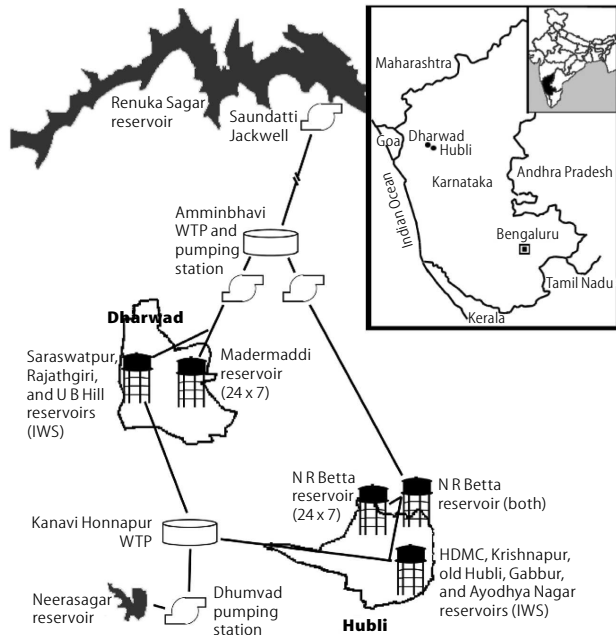 Renuka Sagar
reservoir
Saundatti
Jackwell
Maharashtra
Goa
Dharwad
Hubli
Andhra Pradesh
Karnataka
Indian Ocean
Bengaluru
Tamil Nadu
Kerala
Amminbhavi
WTP and
pumping
station
Dharwad
Saraswatpur,
Rajathgiri,
and U B Hill
reservoirs
(IWS)
Madermaddi
reservoir
(24 x 7)
N R Betta
reservoir
(24 x 7)
N R Betta
reservoir (both)
Kanavi Honnapur
WTP
HDMC, Krishnapur,
old Hubli, Gabbur,
and Ayodhya Nagar
reservoirs (IWS)
Neerasagar
reservoir
Dhumvad
pumping
station
Hubli